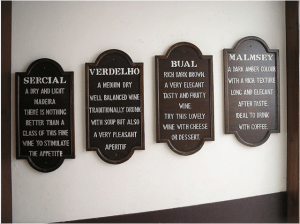 SERCIAL
A DRY AND LIGHT
MADEIRA
THERE IS NOTHING
BETTER THAN A
GLASS OF THIS FINE
WINE TO STIMULATE
THE APPETITE
VERDELHO
A MEDIUM DRY
WELL BALANCED WINE
TRADITIONALLY DRUNK
WITH SOUP BUT ALSO
A VERY PLEASANT
APERITIF
BUAL
RICH DARK BROWN.
A VERY ELEGANT
TASTY AND FRUITY
WINE.
TRY THIS LOVELY
WINE WITH CHEESE
OR DESSERT.
MALMSEY
A DARK AMBER COLOUR
WITH A RICH TEXTURE
LONG AND ELEGANT
AFTER TASTE.
IDEAL TO DRINK
WITH COFFEE.